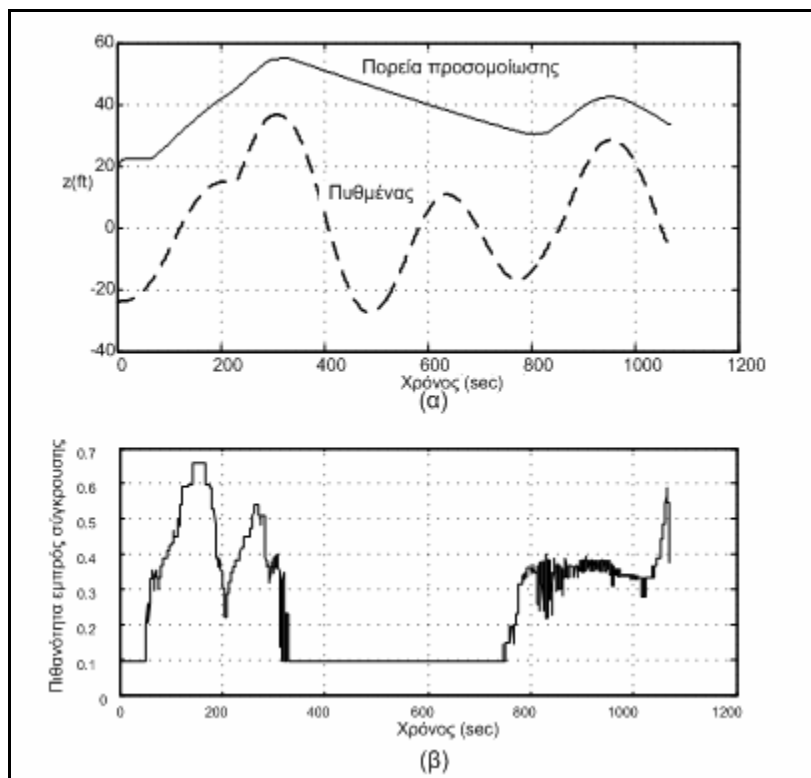 60
40
20
0
-20
-40
z(ft)
Πορεία προσομοίωσης
Πυθμένας
0 200 400 600 800 1000 1200
Χρόνος (sec)
(α)
Πιθανότητα εμπρός σύγκρουσης
0.7
0.6
0.5
0.4
0.3
0.2
0.1
0
0 200 400 600 800 1000 1200
Χρόνος (sec)
(β)